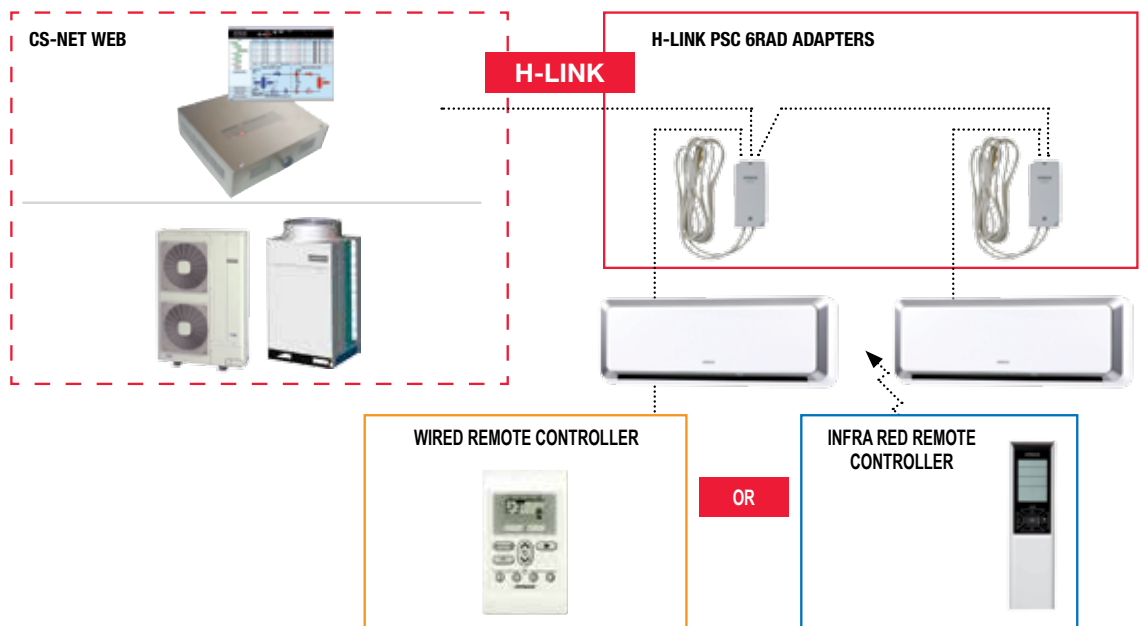 CS-NET WEB
H-LINK
H-LINK PSC 6RAD ADAPTERS
WIRED REMOTE CONTROLLER
OR
INFRA RED REMOTE
CONTROLLER